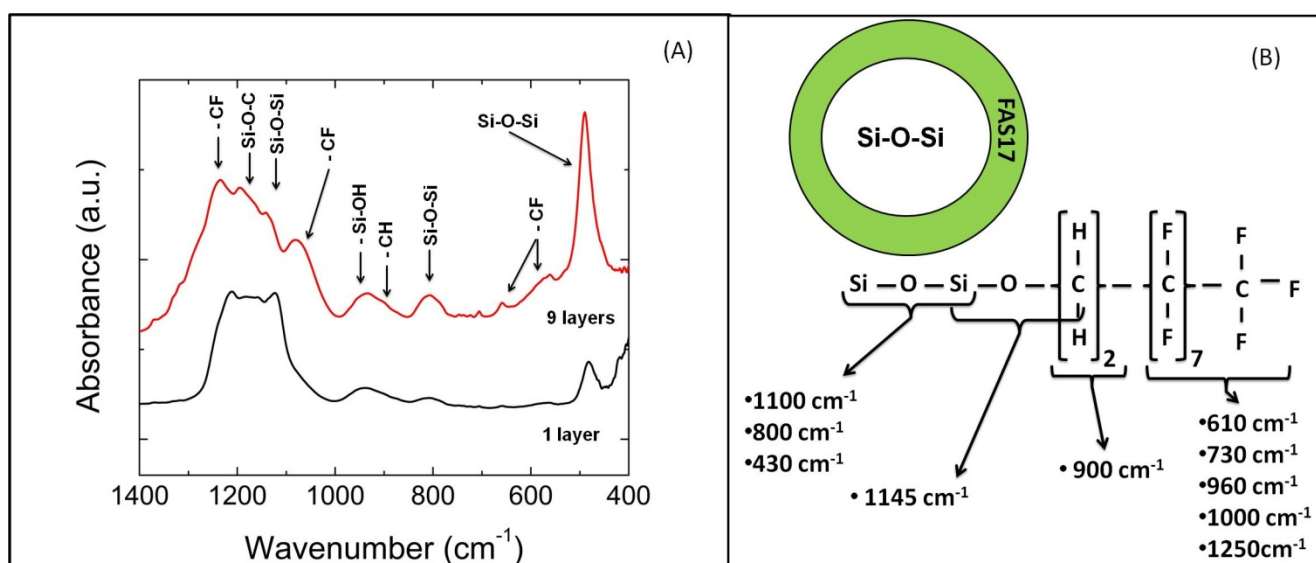 (A)
- CF
Si-O-C
Si-O-Si
- CF
- Si-OH
- CH
Si-O-Si
Si-O-Si
- CF
9 layers
1 layer
Absorbance (a.u.)
1400 1200 1000 800 600 400
Wavenumber (cm-1)
(B)
Si-O-Si
FAS17
H F F
Si – O – Si – O – C – C – C F
H 2 F 7 F
•1100 cm-1
•800 cm-1
•430 cm-1
• 1145 cm-1
• 900 cm-1
•610 cm-1
•730 cm-1
•960 cm-1
•1000 cm-1
•1250cm-1